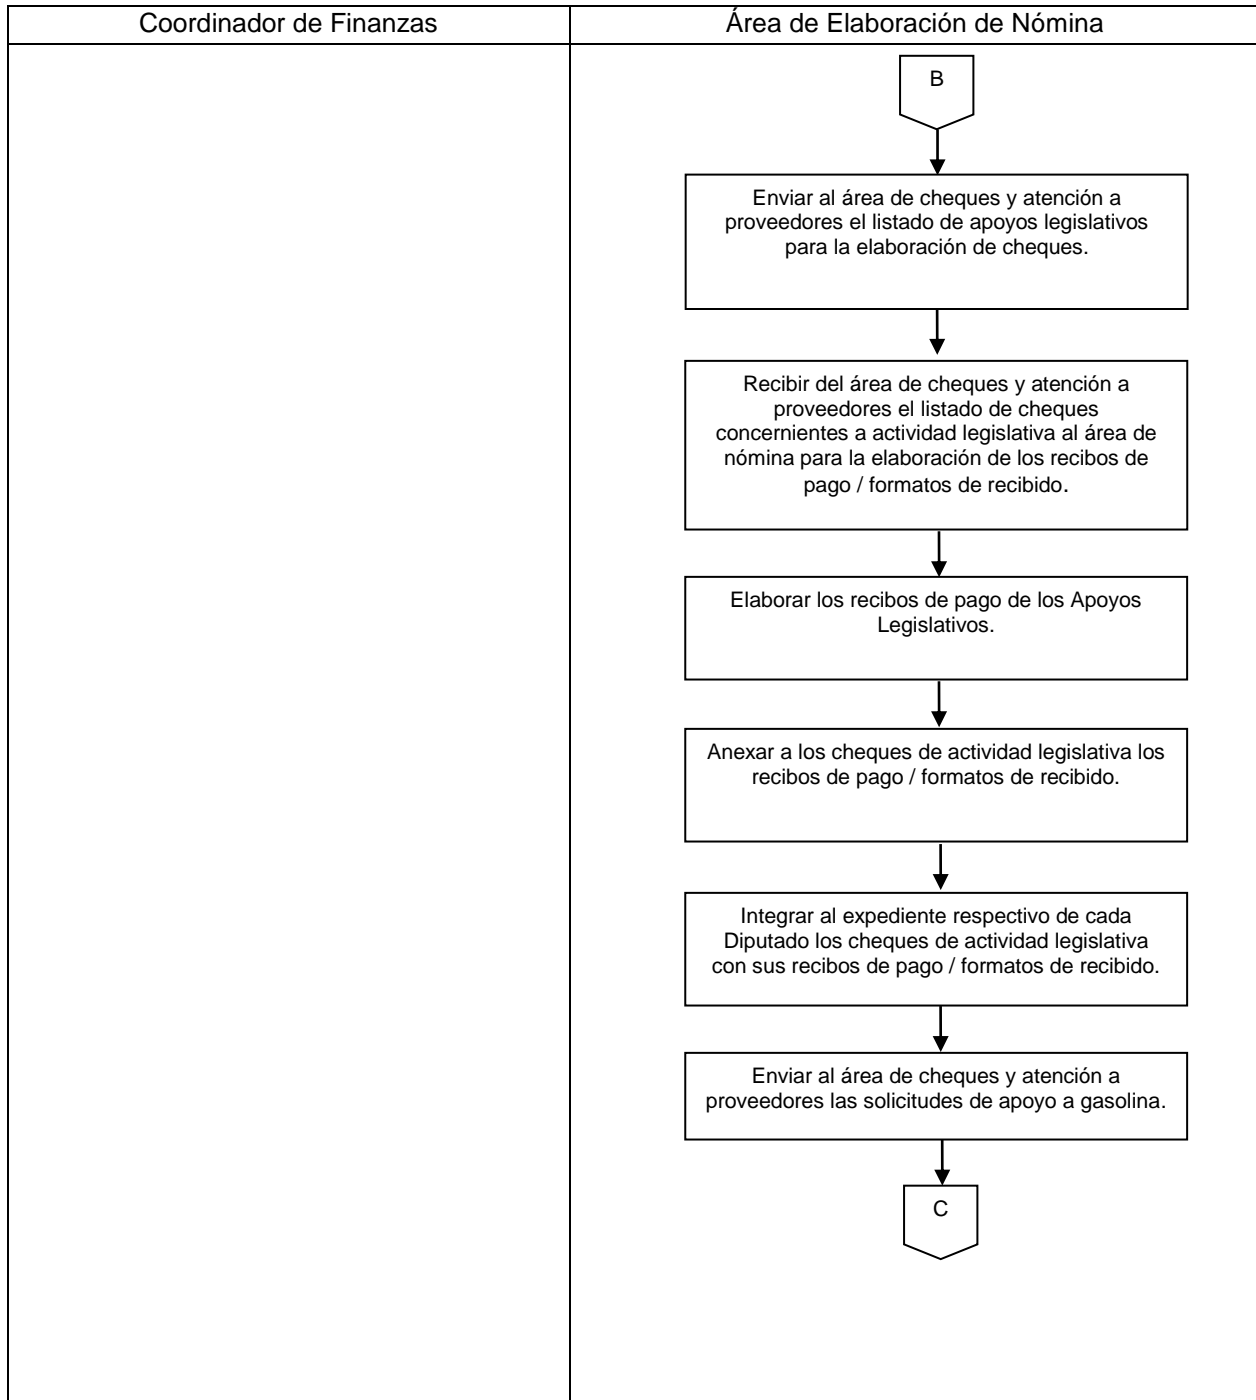 Coordinador de Finanzas
Área de Elaboración de Nómina
B
Enviar al área de cheques y atención a
proveedores el listado de apoyos legislativos
para la elaboración de cheques.
Recibir del área de cheques y atención a
proveedores el listado de cheques
concernientes a actividad legislativa al área de
nómina para la elaboración de los recibos de
pago / formatos de recibido.
Elaborar los recibos de pago de los Apoyos
Legislativos.
Anexar a los cheques de actividad legislativa los
recibos de pago / formatos de recibido.
Integrar al expediente respectivo de cada
Diputado los cheques de actividad legislativa
con sus recibos de pago / formatos de recibido.
Enviar al área de cheques y atención a
proveedores las solicitudes de apoyo a gasolina.
C